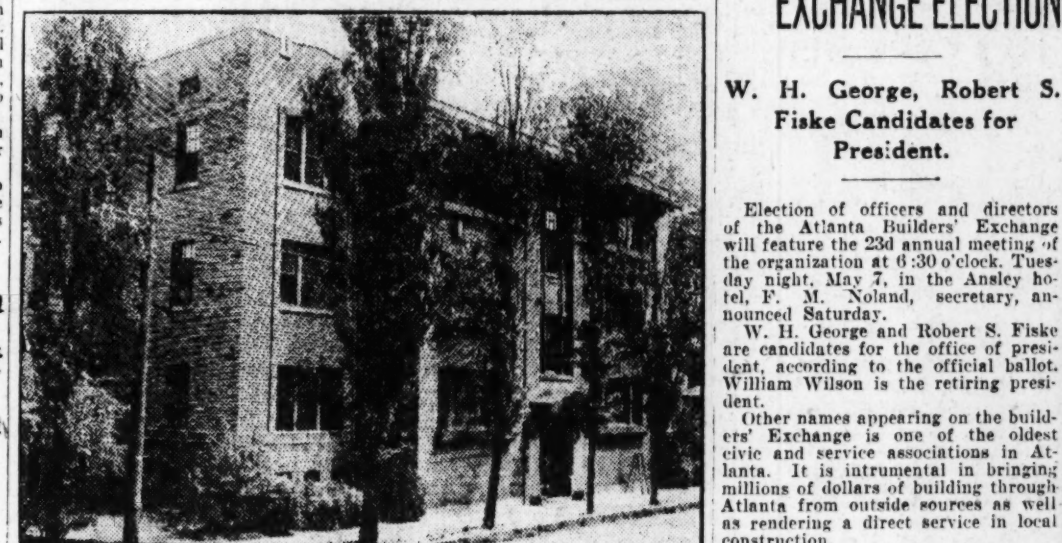 EXCHANGE ELECTION
W. H. George, Robert S.
Fiske Candidates for
President.
Election of officers and directors
of the Atlanta Builders' Exchange
will feature the 23d annual meeting of
the organization at 6:30 o'clock, Tues-
day night, May 7, in the Ansley ho-
tel, F. M. Noland, secretary, an-
nounced Saturday.
W. H. George and Robert S. Fiske
are candidates for the office of presi-
dent, according to the official ballot.
William Wilson is the retiring presi-
dent.
Other names appearing on the build-
ers' Exchange is one of the oldest
civic and service associations in At-
lanta. It is intrumental in bringing
millions of dollars of building through
Atlanta from outside sources as well
as rendering a direct service in local
construction